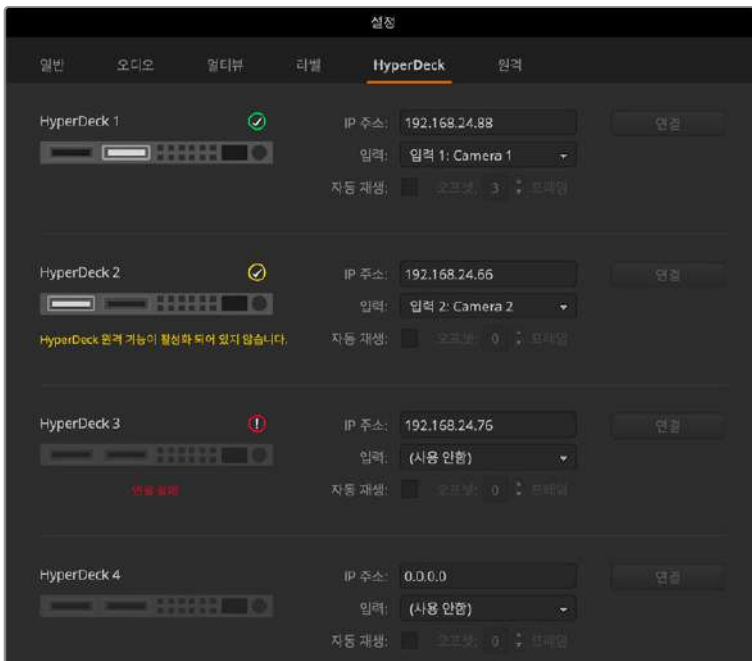 설정
일반 오디오 멀티뷰 라벨 HyperDeck 원격
HyperDeck 1 IP 주소: 192.168.24.88 연결
입력: 입력 1: Camera 1
자동 재생: 오프셋: 3 프레임
HyperDeck 2 IP 주소: 192.168.24.66 연결
입력: 입력 2: Camera 2
HyperDeck 원격 기능이 활성화 되어 있지 않습니다. 자동 재생: 오프셋: 0 프레임
HyperDeck 3 IP 주소: 192.168.24.76 연결
입력: (사용 안함)
연결 실패 자동 재생: 오프셋: 0 프레임
HyperDeck 4 IP 주소: 0.0.0.0 연결
입력: (사용 안함)
자동 재생: 오프셋: 0 프레임